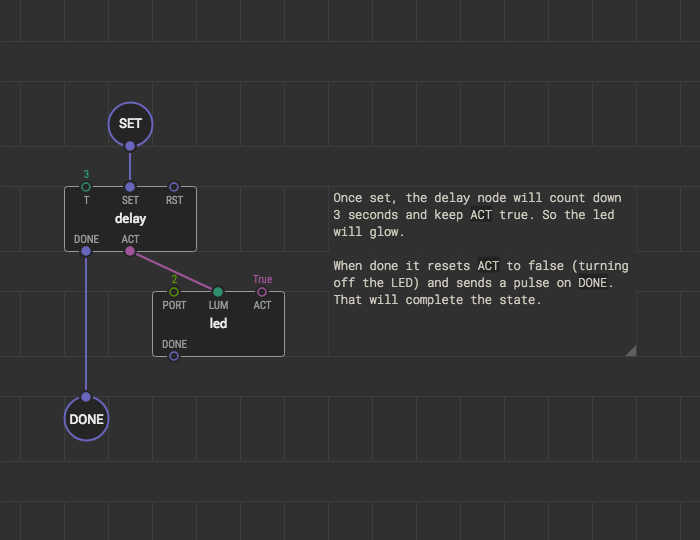 SET
3
T SET RST
delay
DONE ACT
2 True
PORT LUM ACT
led
DONE
DONE
Once set, the delay node will count down
3 seconds and keep ACT true. So the led
will glow.
When done it resets ACT to false (turning
off the LED) and sends a pulse on DONE.
That will complete the state.